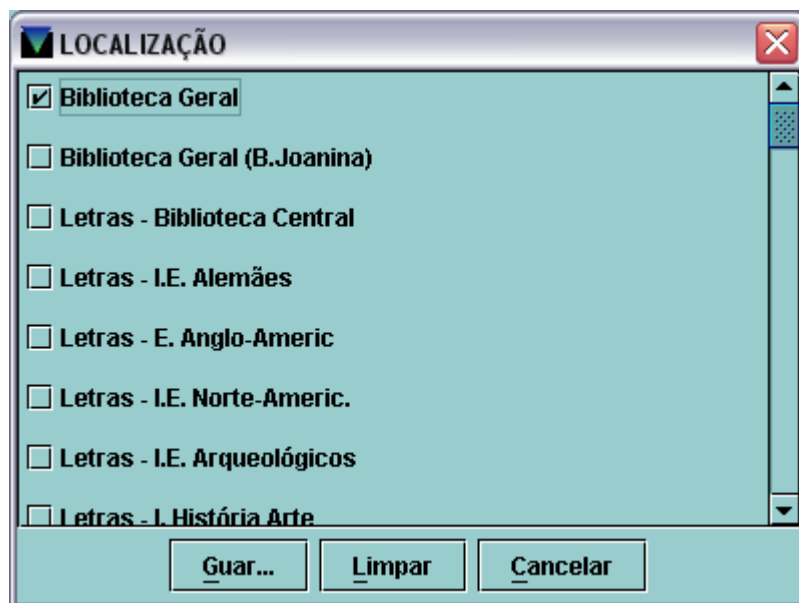 LOCALIZAÇÃO
Biblioteca Geral
Biblioteca Geral (B.Joanina)
Letras - Biblioteca Central
Letras - I.E. Alemães
Letras - E. Anglo-Americ
Letras - I.E. Norte-Americ.
Letras - I.E. Arqueológicos
Letras - I. História Arte
Guar... Limpar Cancelar